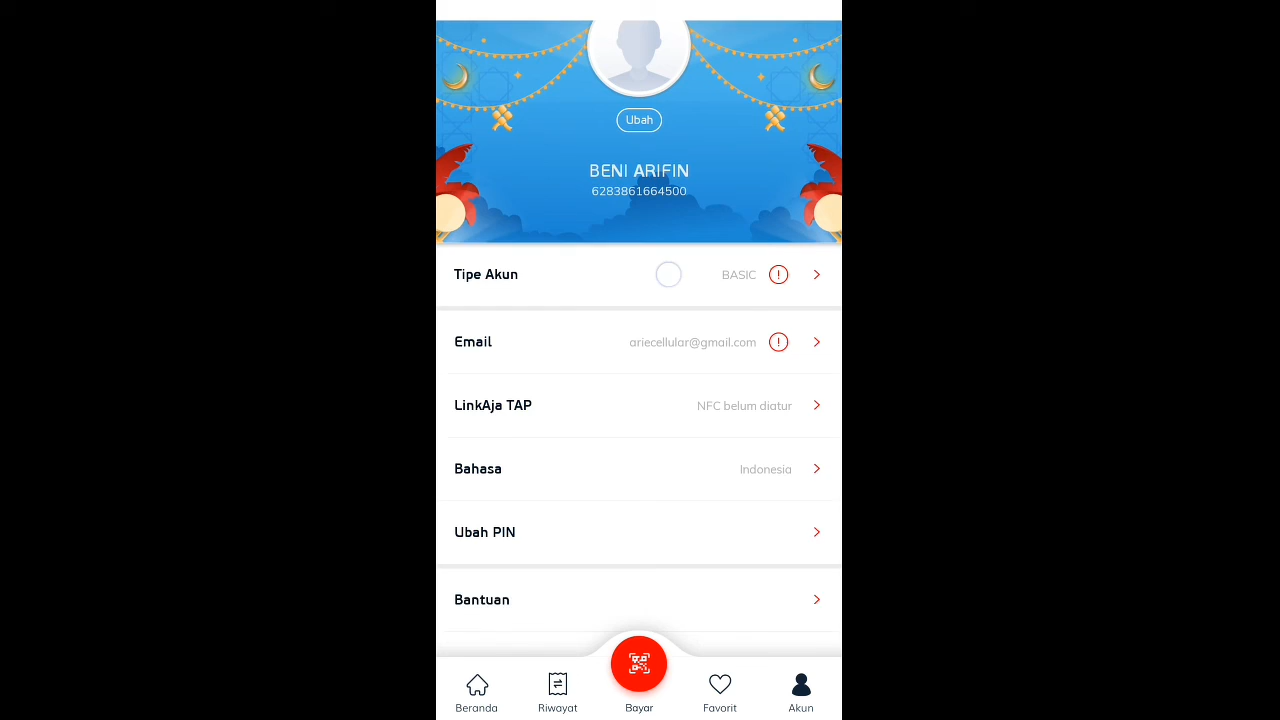 Ubah
BENI ARIFIN
6283861664500
Tipe Akun BASIC
Email ariecellular@gmail.com
LinkAja TAP NFC belum diatur
Bahasa Indonesia
Ubah PIN
Bantuan
Beranda Riwayat Bayar Favorit Akun